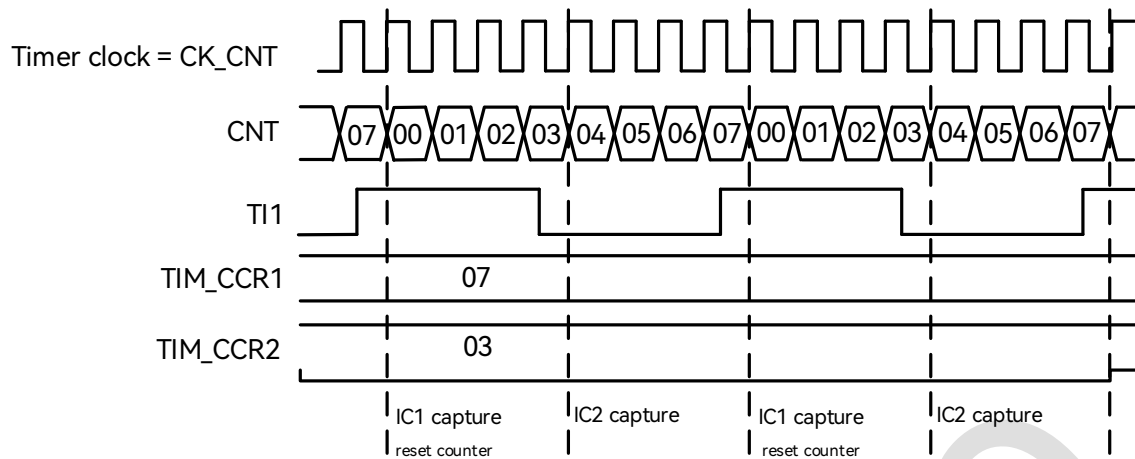 Timer clock = CK_CNT
CNT 07 00 01 02 03 04 05 06 07 00 01 02 03 04 05 06 07
TI1
TIM_CCR1 07
TIM_CCR2 03
IC1 capture IC2 capture IC1 capture IC2 capture
reset counter reset counter